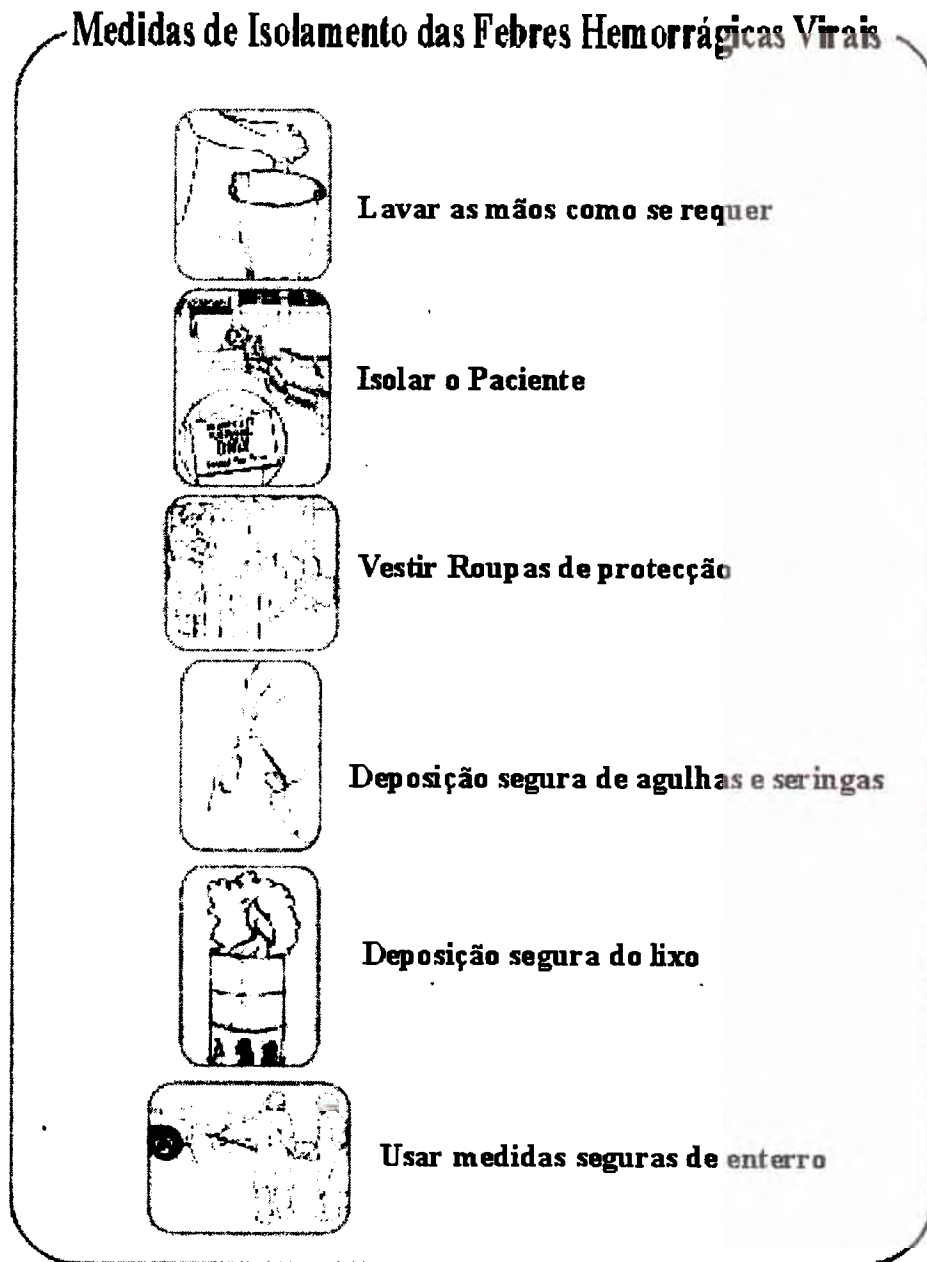 Medidas de Isolamento das Febres Hemorrágicas Virais
Lavar as mãos como se requer
Isolar o Paciente
Vestir Roupas de protecção
Deposição segura de agulhas e seringas
Deposição segura do lixo
Usar medidas seguras de enterro